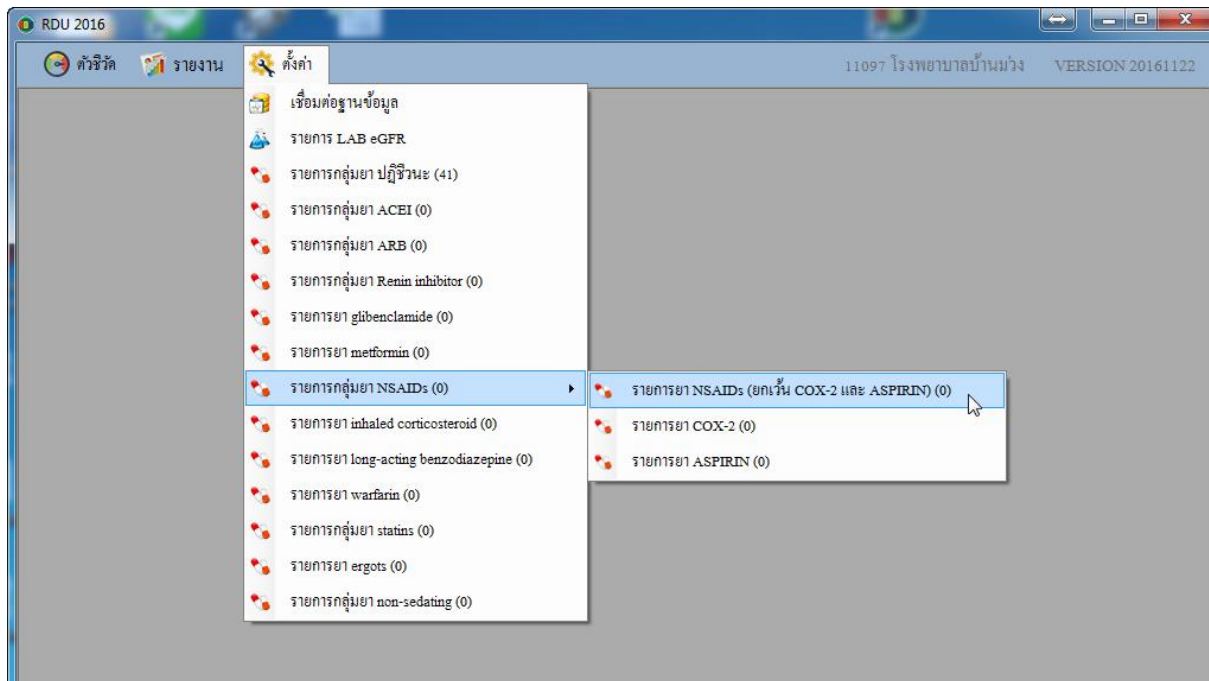 RDU 2016
ตัวชี้วัด รายงาน ตั้งค่า 11097 โรงพยาบาลบ้านม่วง VERSION 20161122
เชื่อมต่อฐานข้อมูล
รายการ LAB eGFR
รายการกลุ่มยา ปฏิชีวนะ (41)
รายการกลุ่มยา ACEI (0)
รายการกลุ่มยา ARB (0)
รายการกลุ่มยา Renin inhibitor (0)
รายการยา glibenclamide (0)
รายการยา metformin (0)
รายการกลุ่มยา NSAIDs (0)
รายการยา NSAIDs (ยกเว้น COX-2 และ ASPIRIN) (0)
รายการยา inhaled corticosteroid (0)
รายการยา COX-2 (0)
รายการยา long-acting benzodiazepine (0)
รายการยา ASPIRIN (0)
รายการยา warfarin (0)
รายการกลุ่มยา statins (0)
รายการยา ergots (0)
รายการกลุ่มยา non-sedating (0)